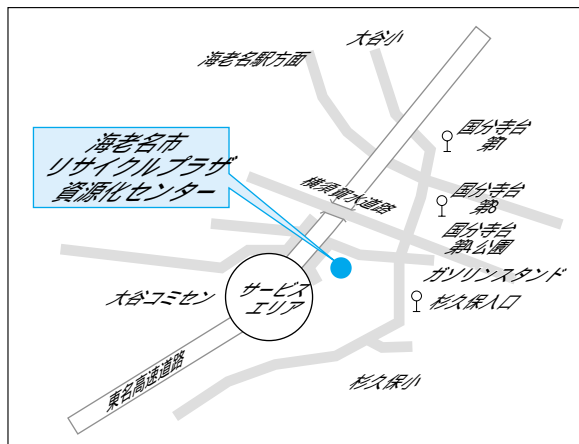 海老名駅方面
大谷小
海老名市
リサイクルプラザ
資源化センター
国分寺台
第1
横須賀水道路
国分寺台
第8
国分寺台
第4公園
ガソリンスタンド
杉久保入口
サービス
エリア
大谷コミセン
東名高速道路
杉久保小